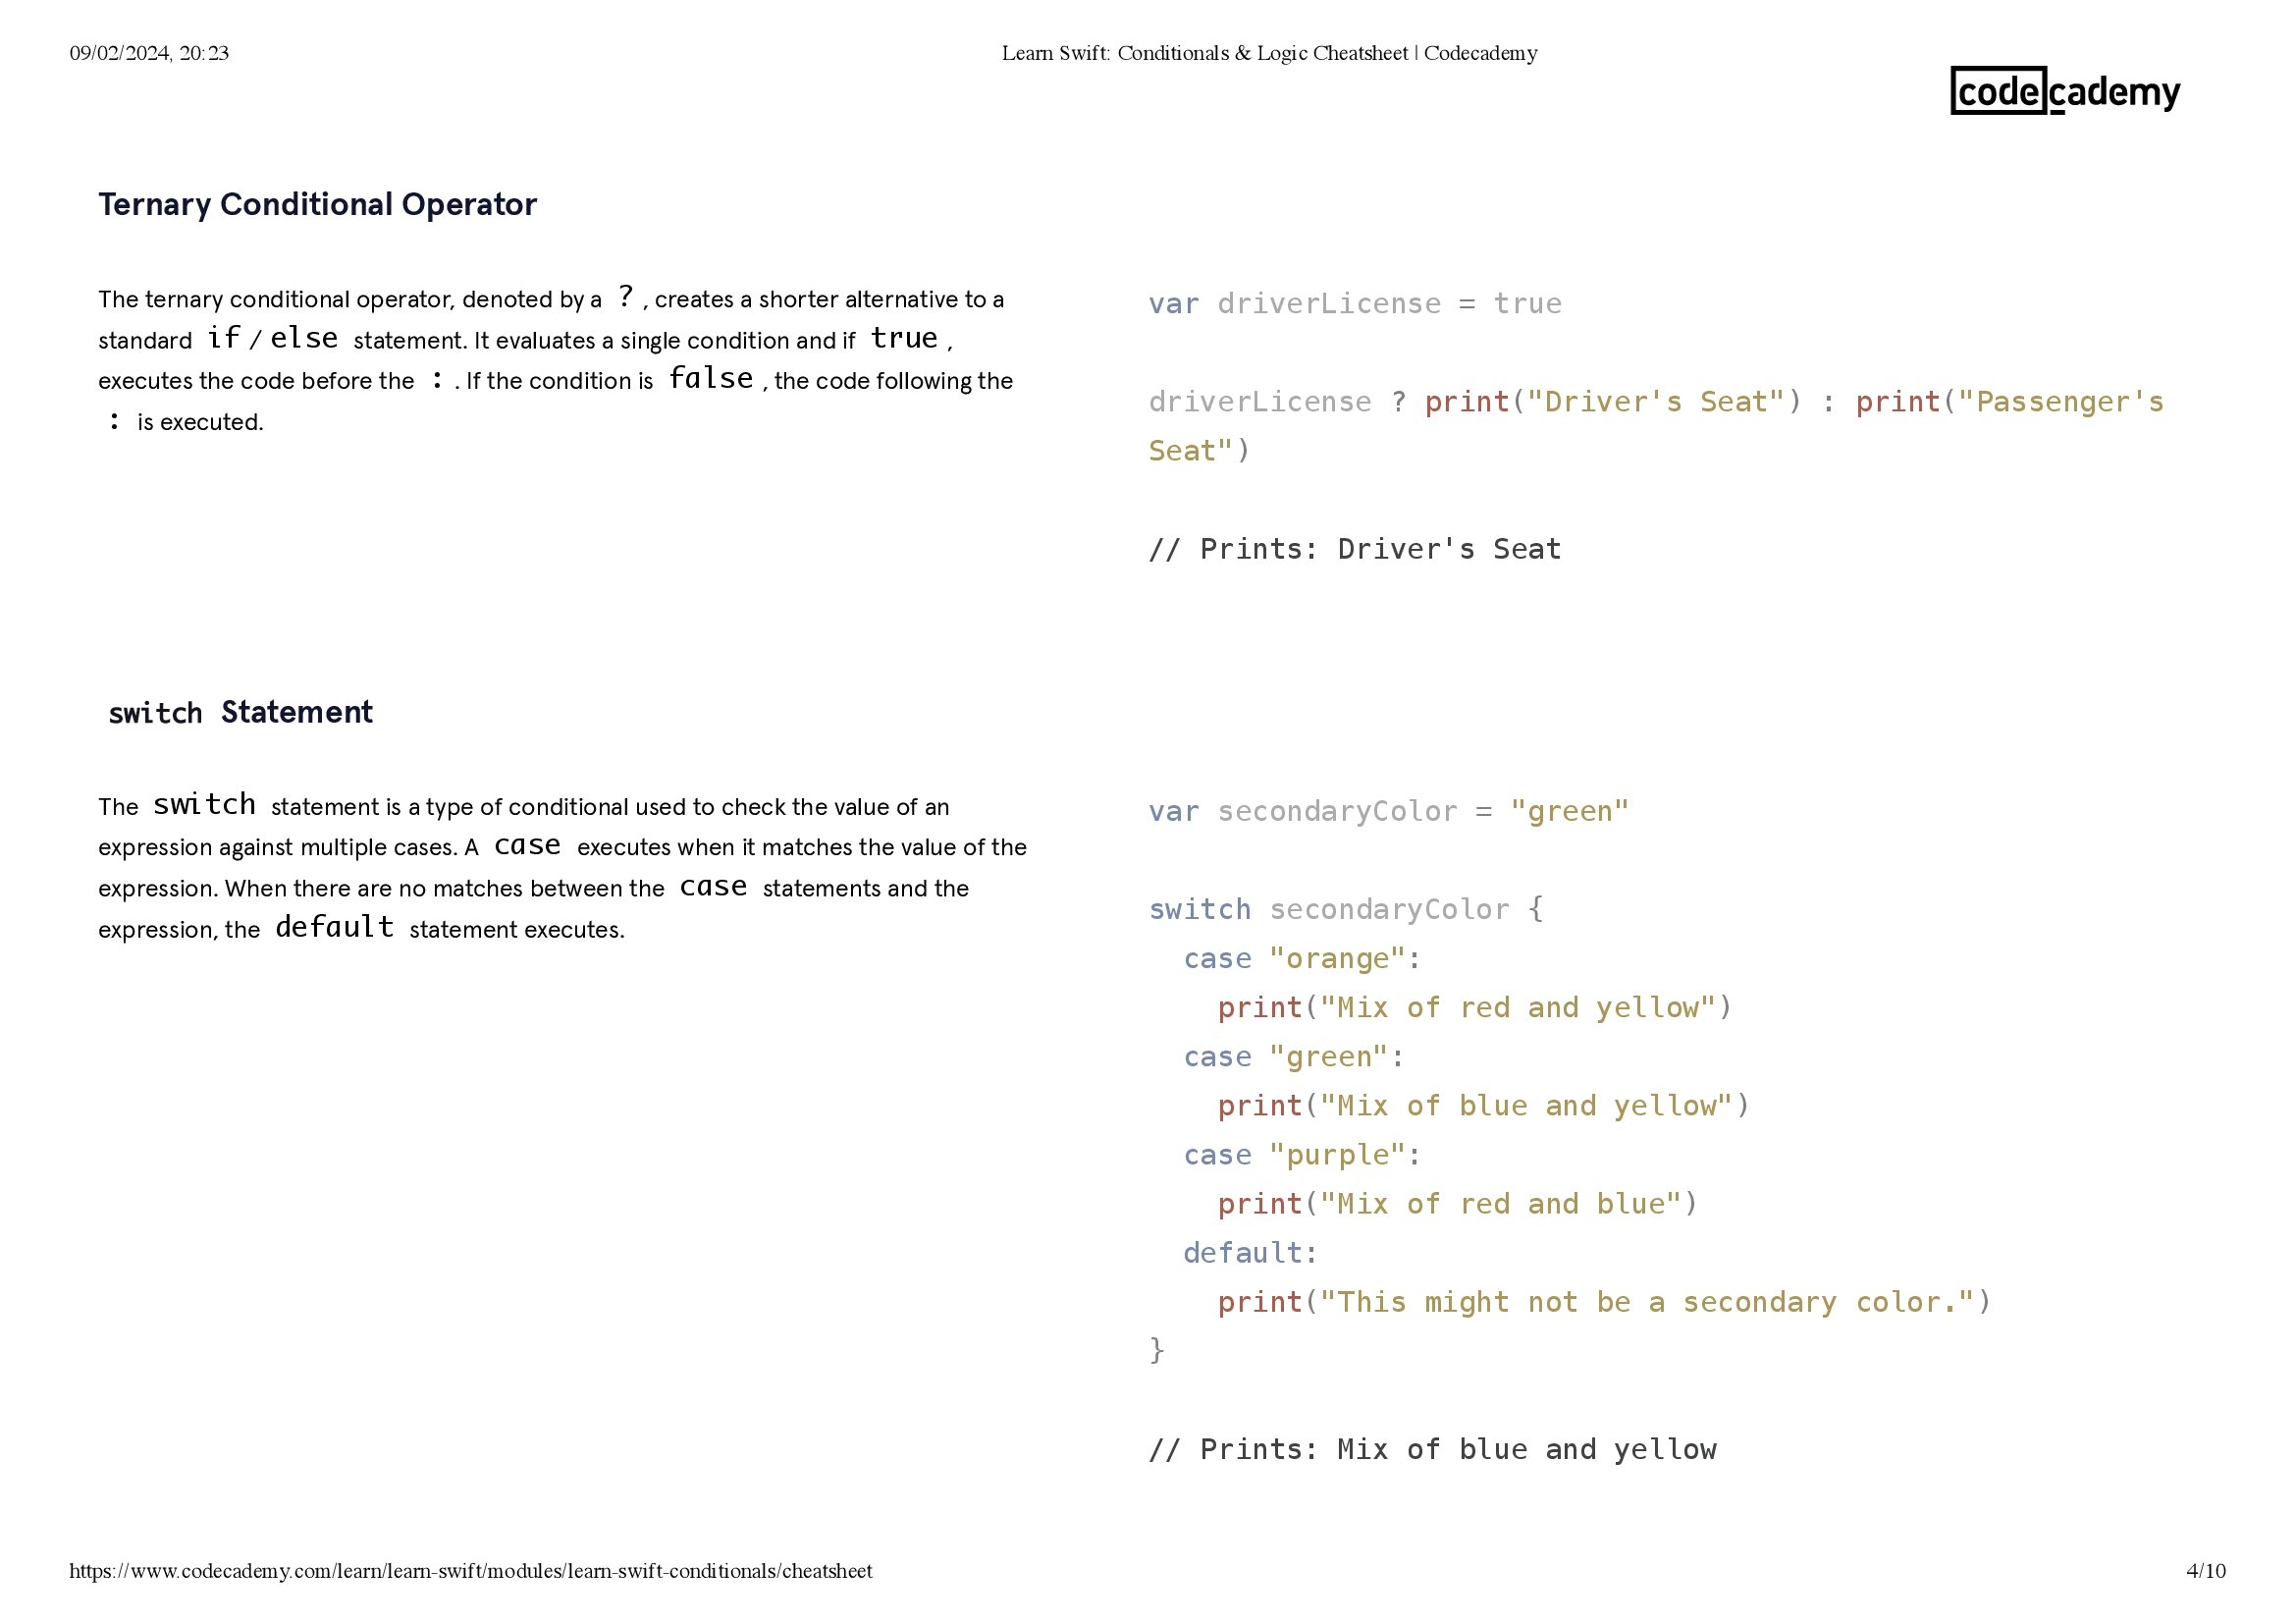 09/02/2024, 20:23
Learn Swift: Conditionals & Logic Cheatsheet | Codecademy
codecademy
Ternary Conditional Operator
The ternary conditional operator, denoted by a ? , creates a shorter alternative to a
standard if / else statement. It evaluates a single condition and if true ,
executes the code before the : . If the condition is false , the code following the
: is executed.
var driverLicense = true
driverLicense ? print("Driver's Seat") : print("Passenger's
Seat")
// Prints: Driver's Seat
switch Statement
The switch statement is a type of conditional used to check the value of an
expression against multiple cases. A case executes when it matches the value of the
expression. When there are no matches between the case statements and the
expression, the default statement executes.
var secondaryColor = "green"
switch secondaryColor {
  case "orange":
    print("Mix of red and yellow")
  case "green":
    print("Mix of blue and yellow")
  case "purple":
    print("Mix of red and blue")
  default:
    print("This might not be a secondary color.")
}
// Prints: Mix of blue and yellow
https://www.codecademy.com/learn/learn-swift/modules/learn-swift-conditionals/cheatsheet
4/10